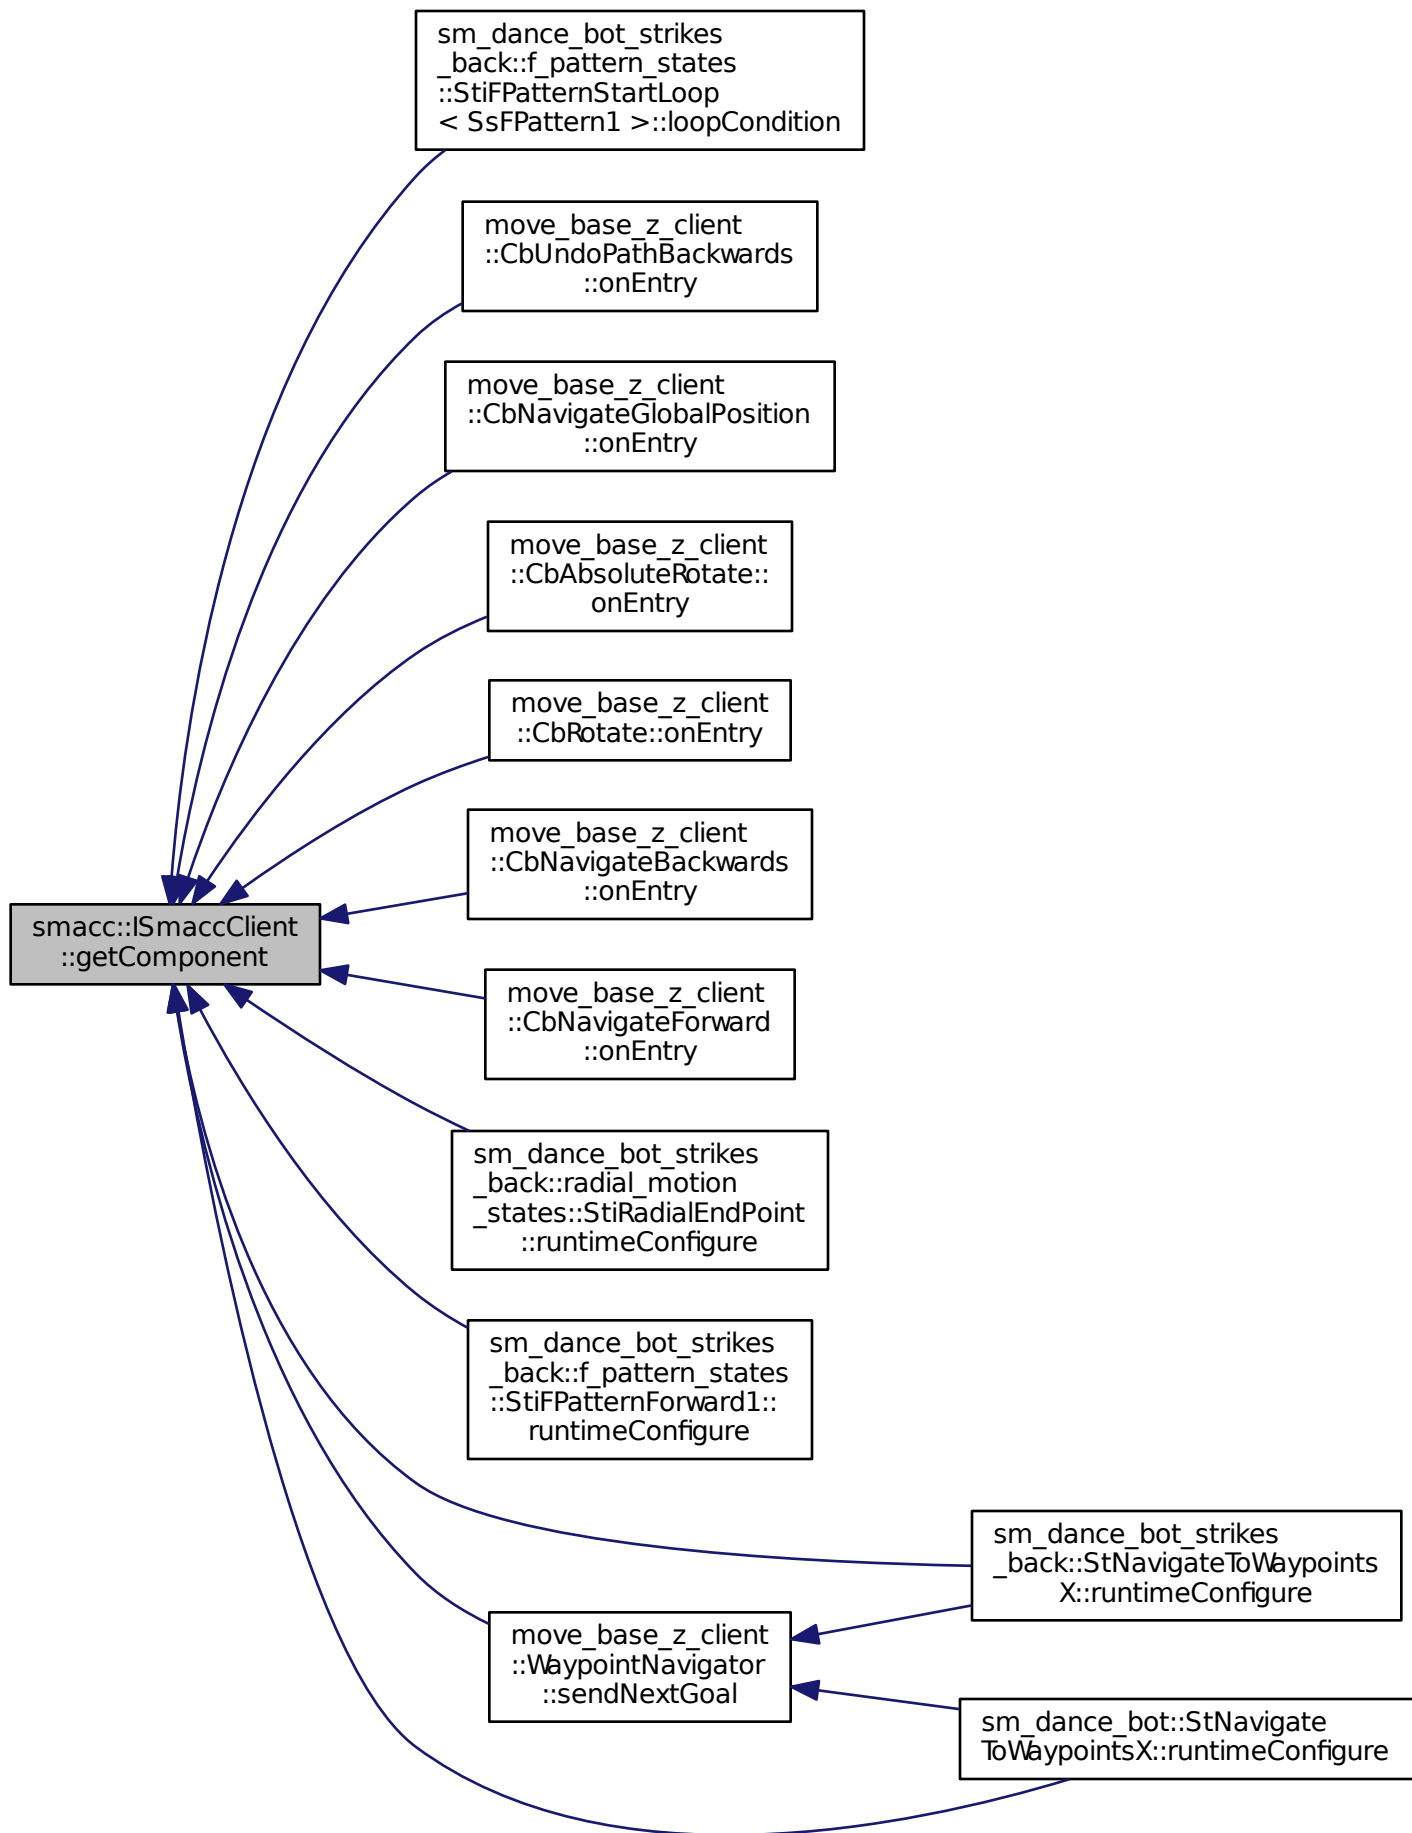 sm_dance_bot_strikes
_back::f_pattern_states
::StiFPatternStartLoop
< SsFPattern1 >::loopCondition
move_base_z_client
::CbUndoPathBackwards
::onEntry
move_base_z_client
::CbNavigateGlobalPosition
::onEntry
move_base_z_client
::CbAbsoluteRotate::
onEntry
move_base_z_client
::CbRotate::onEntry
move_base_z_client
::CbNavigateBackwards
::onEntry
smacc::ISmaccClient
::getComponent
move_base_z_client
::CbNavigateForward
::onEntry
sm_dance_bot_strikes
_back::radial_motion
_states::StiRadialEndPoint
::runtimeConfigure
sm_dance_bot_strikes
_back::f_pattern_states
::StiFPatternForward1::
runtimeConfigure
sm_dance_bot_strikes
_back::StNavigateToWaypoints
X::runtimeConfigure
move_base_z_client
::WaypointNavigator
::sendNextGoal
sm_dance_bot::StNavigate
ToWaypointsX::runtimeConfigure